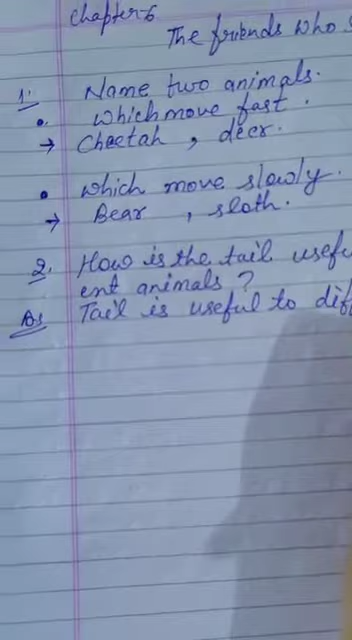 Chapter-6
The friends who
1. Name two animals.
• which move fast.
→ Cheetah, deer.
• which move slowly.
→ Bear, sloth.
2. How is the tail usefu
ent animals?
As Tail is useful to dif